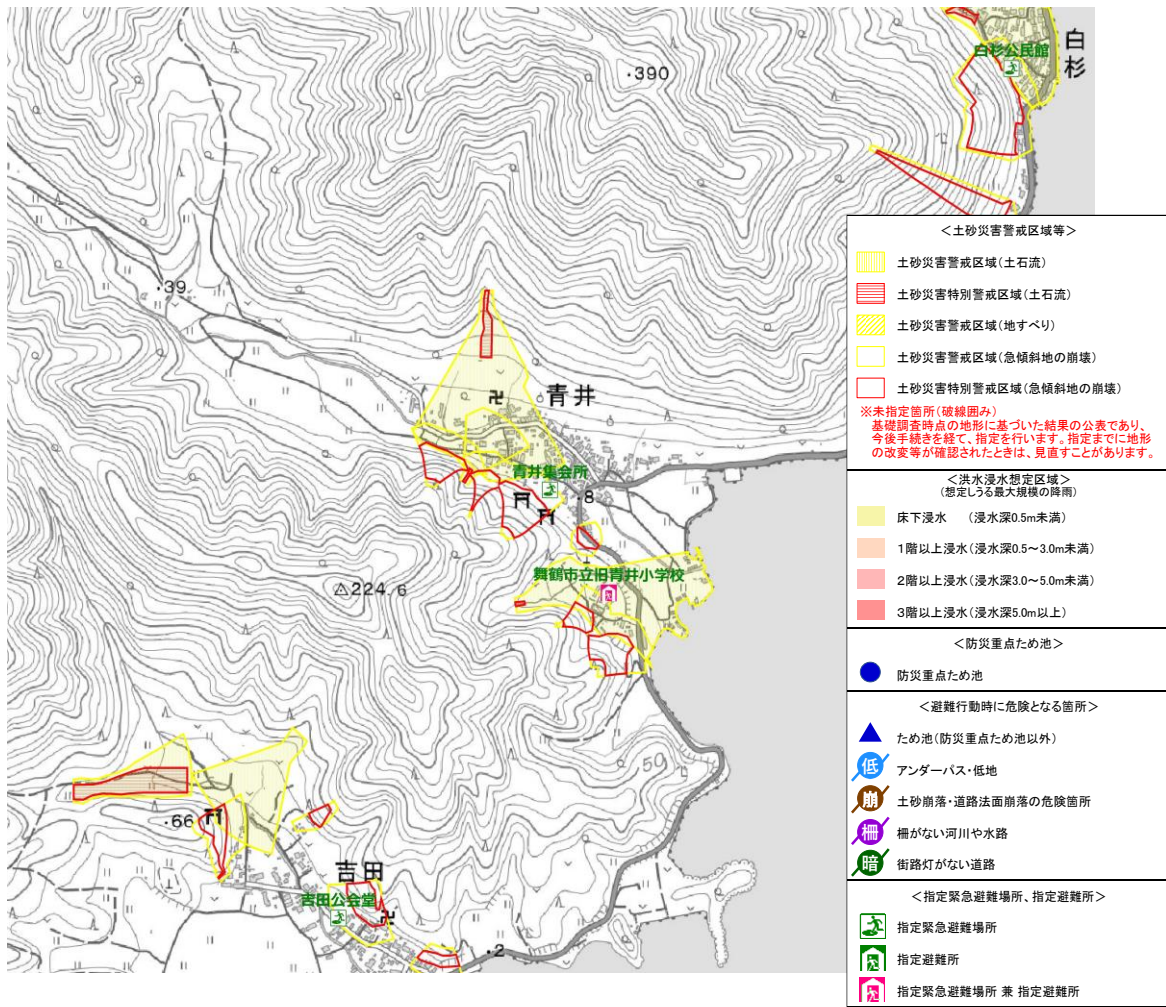 白杉
白杉公民館
・390
・39
青井
青井集会所
・8
舞鶴市立旧青井小学校
△224.6
50
・66
吉田
吉田公会堂
・2
＜土砂災害警戒区域等＞
土砂災害警戒区域（土石流）
土砂災害特別警戒区域（土石流）
土砂災害警戒区域（地すべり）
土砂災害警戒区域（急傾斜地の崩壊）
土砂災害特別警戒区域（急傾斜地の崩壊）
※未指定箇所（破線囲み）
基礎調査時点の地形に基づいた結果の公表であり、
今後手続きを経て、指定を行います。指定までに地形
の改変等が確認されたときは、見直すことがあります。
＜洪水浸水想定区域＞
（想定しうる最大規模の降雨）
床下浸水　（浸水深0.5m未満）
1階以上浸水（浸水深0.5～3.0m未満）
2階以上浸水（浸水深3.0～5.0m未満）
3階以上浸水（浸水深5.0m以上）
＜防災重点ため池＞
防災重点ため池
＜避難行動時に危険となる箇所＞
ため池（防災重点ため池以外）
低 アンダーパス・低地
崩 土砂崩落・道路法面崩落の危険箇所
柵 柵がない河川や水路
暗 街路灯がない道路
＜指定緊急避難場所、指定避難所＞
指定緊急避難場所
指定避難所
指定緊急避難場所 兼 指定避難所